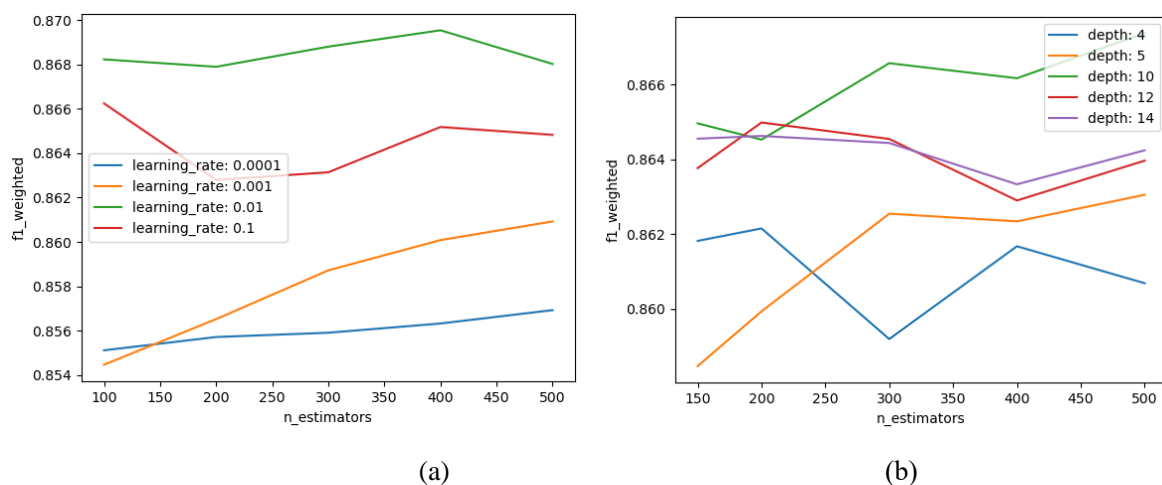 0.870
0.868
0.866
0.864
0.862
0.860
0.858
0.856
0.854
f1_weighted
learning_rate: 0.0001
learning_rate: 0.001
learning_rate: 0.01
learning_rate: 0.1
100 150 200 250 300 350 400 450 500
n_estimators
(a)
depth: 4
depth: 5
depth: 10
depth: 12
depth: 14
0.866
0.864
0.862
0.860
f1_weighted
150 200 250 300 350 400 450 500
n_estimators
(b)